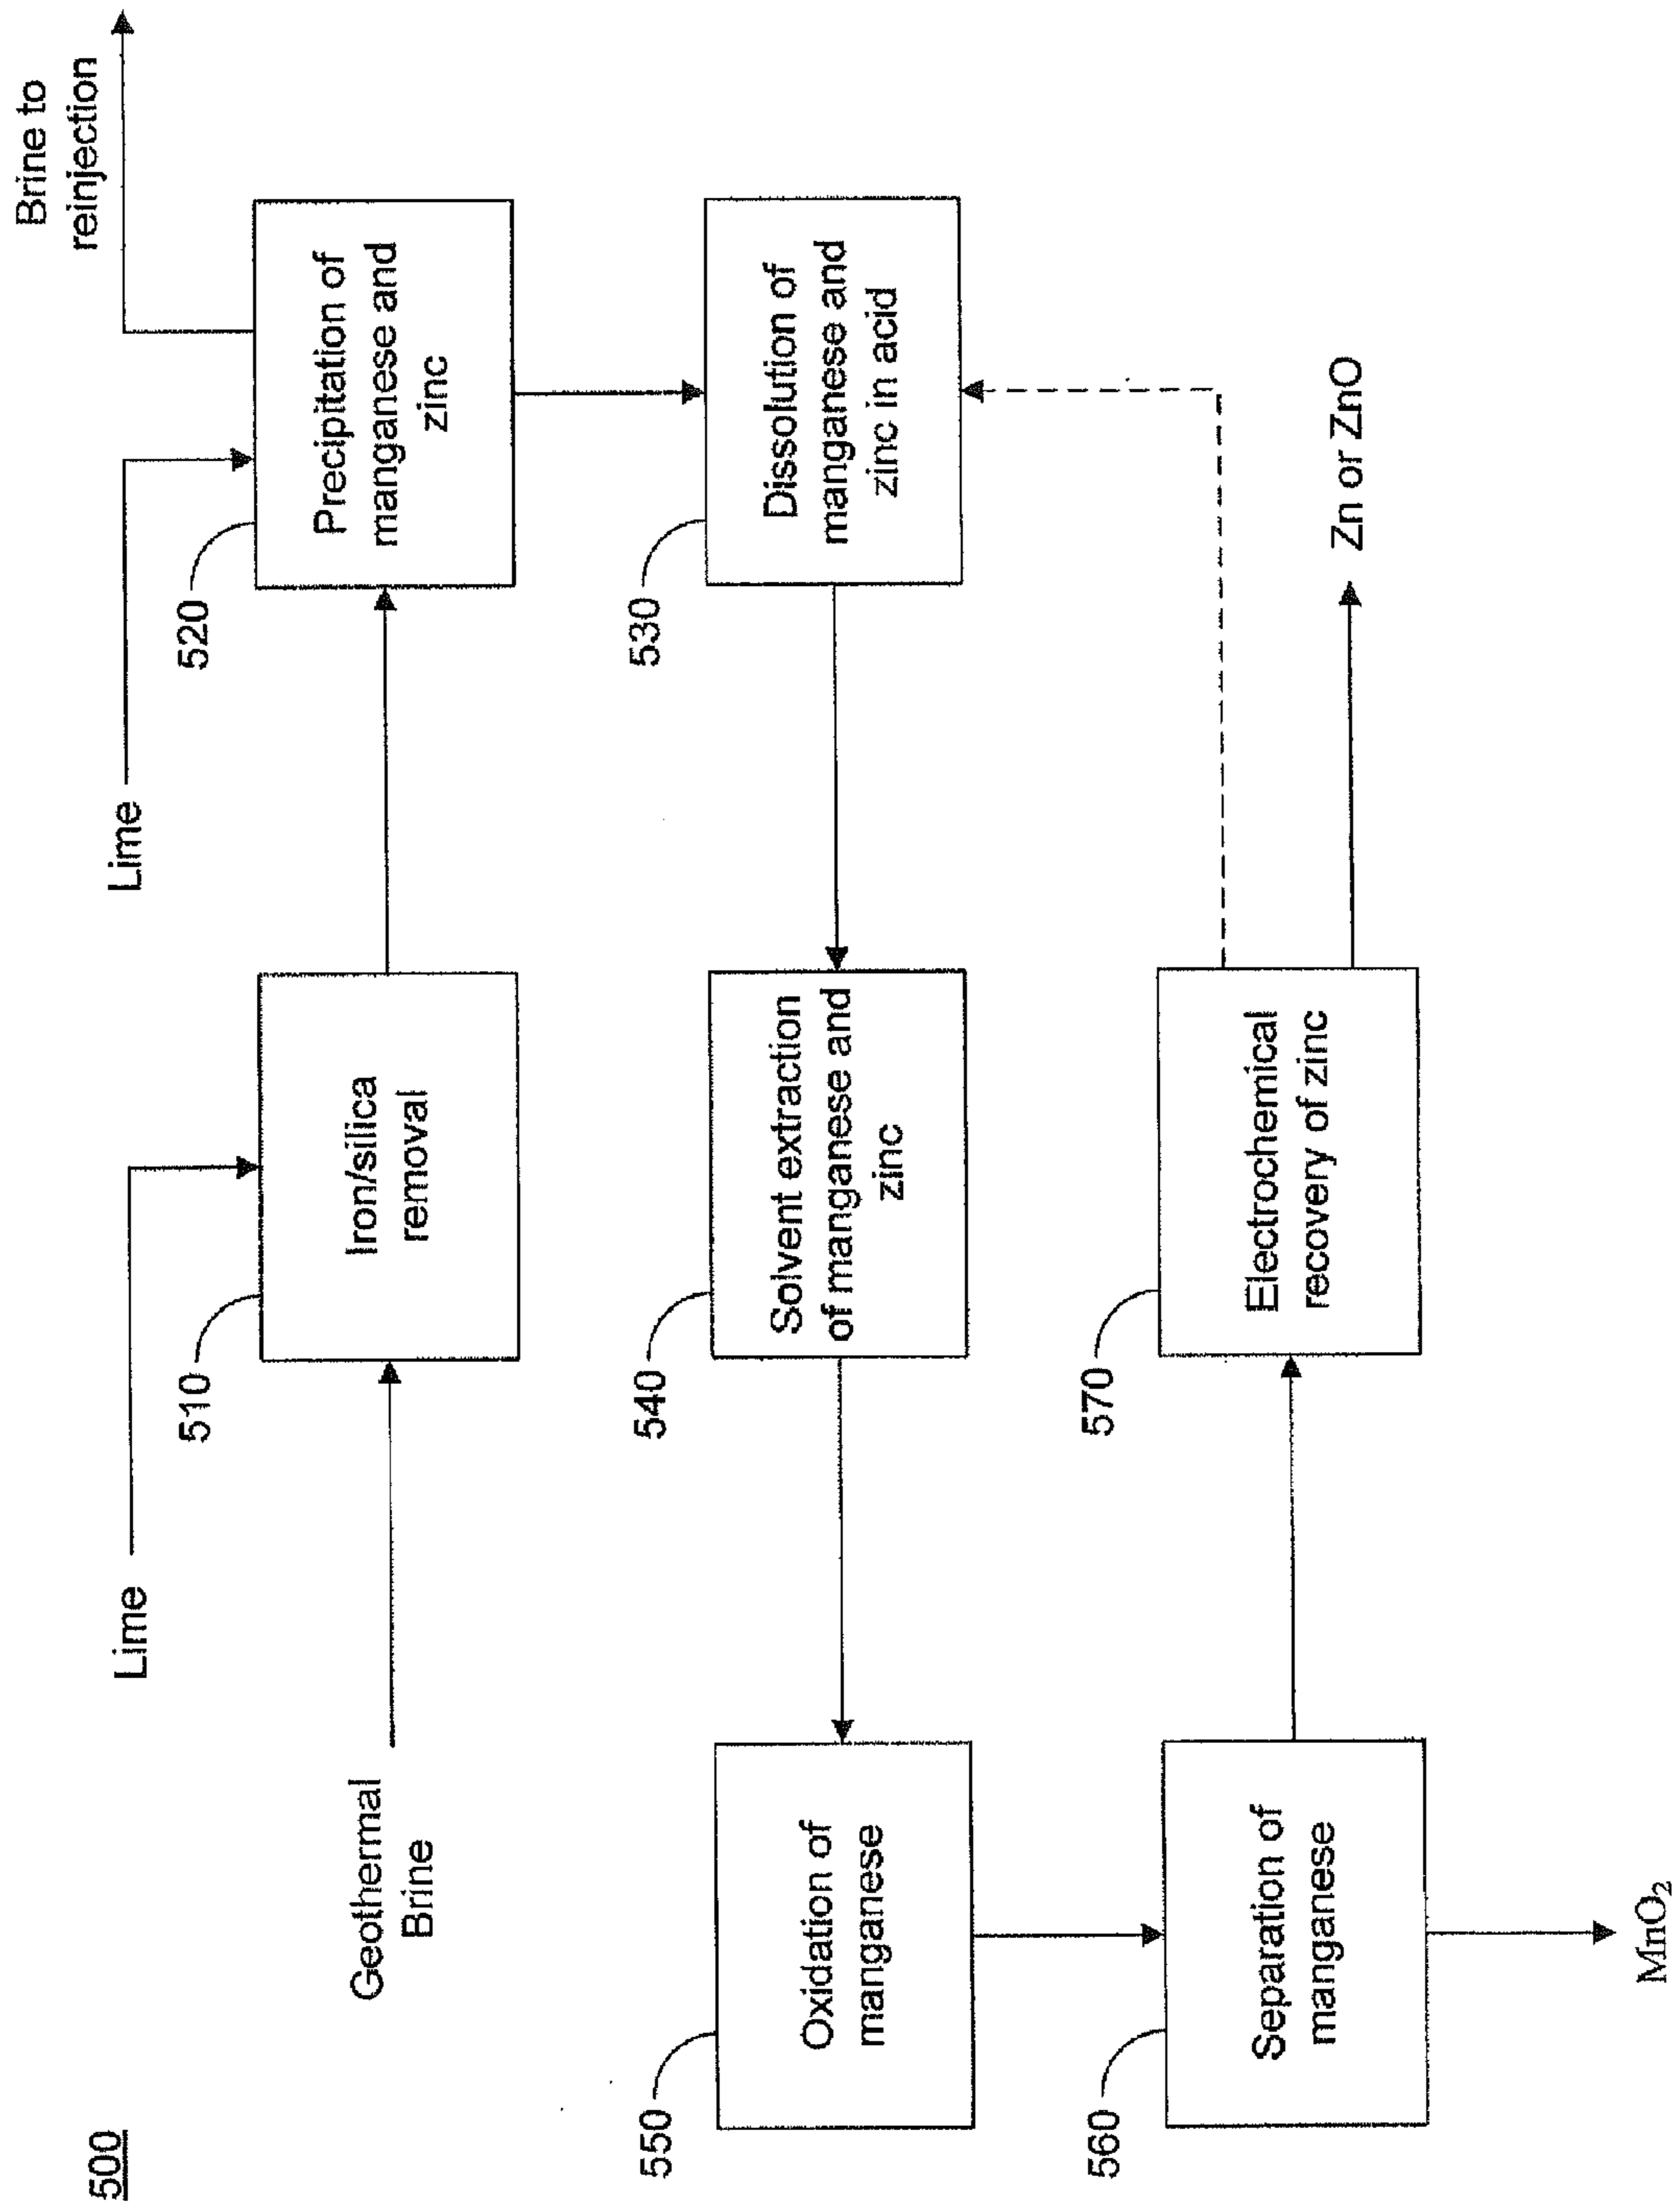 500
Lime
Lime
Brine to
reinjection
Geothermal
Brine
510
Iron/silica
removal
520
Precipitation of
manganese and
zinc
550
Oxidation of
manganese
540
Solvent extraction
of manganese and
zinc
530
Dissolution of
manganese and
zinc in acid
560
Separation of
manganese
570
Electrochemical
recovery of zinc
Zn or ZnO
MnO₂